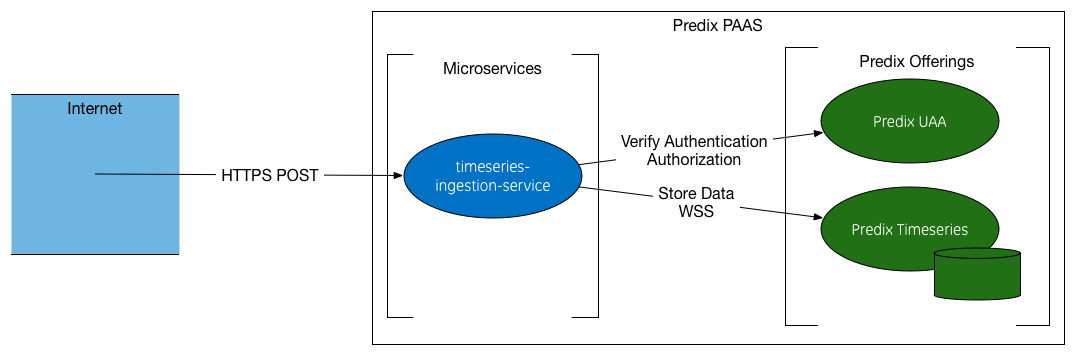 Predix PAAS
Internet
HTTPS POST
Microservices
timeseries-
ingestion-service
Verify Authentication
Authorization
Store Data
WSS
Predix Offerings
Predix UAA
Predix Timeseries